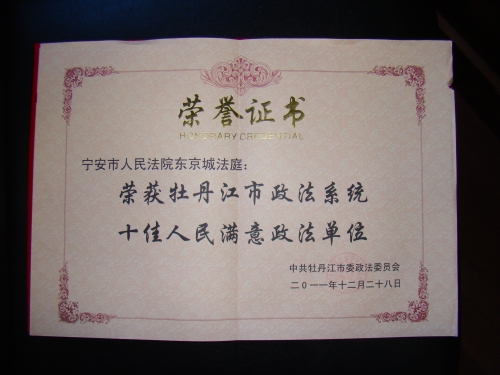 荣誉证书
HONORARY CREDENTIAL
宁安市人民法院东京城法庭：
荣获牡丹江市政法系统
十佳人民满意政法单位
中共牡丹江市委政法委员会
二0一一年十二月二十八日